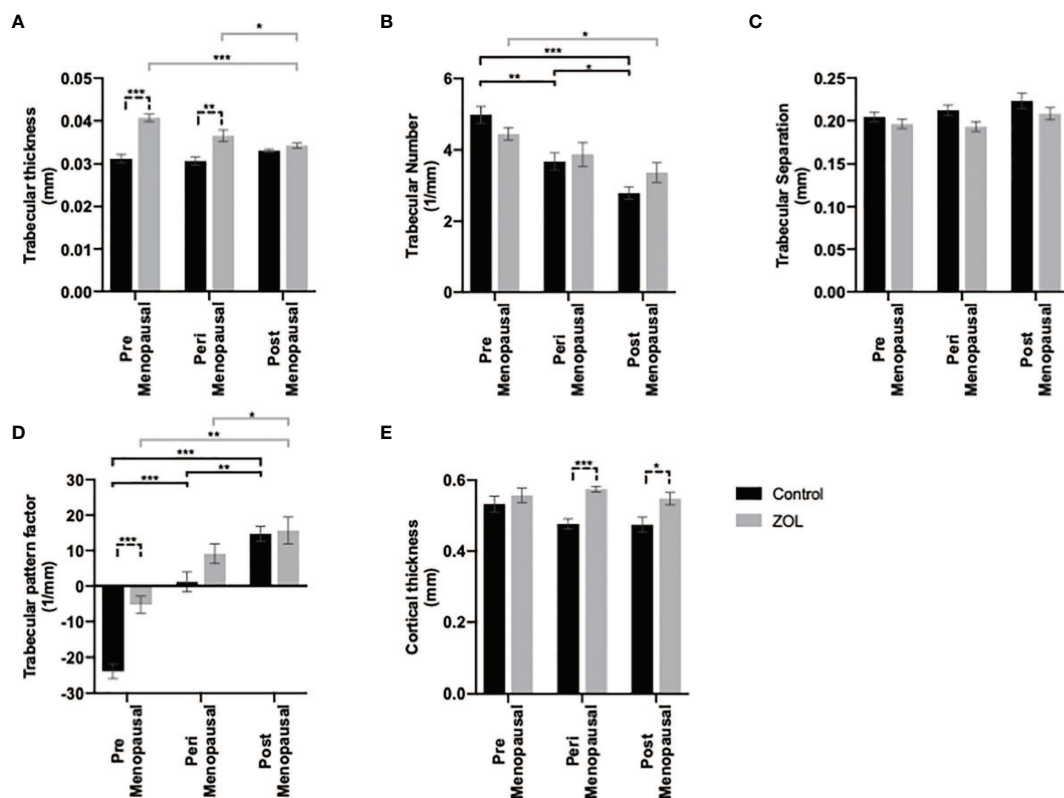 A
*
***
***
**
0.05
0.04
0.03
0.02
0.01
0.00
Trabecular thickness
(mm)
Pre
Menopausal
Peri
Menopausal
Post
Menopausal
B
*
***
**
*
6
4
2
0
Trabecular Number
(1/mm)
Pre
Menopausal
Peri
Menopausal
Post
Menopausal
C
0.25
0.20
0.15
0.10
0.05
0.00
Trabecular Separation
(mm)
Pre
Menopausal
Peri
Menopausal
Post
Menopausal
D
*
**
***
***
**
***
30
20
10
0
-10
-20
-30
Trabecular pattern factor
(1/mm)
Pre
Menopausal
Peri
Menopausal
Post
Menopausal
E
***
*
0.6
0.4
0.2
0.0
Cortical thickness
(mm)
Pre
Menopausal
Peri
Menopausal
Post
Menopausal
Control
ZOL